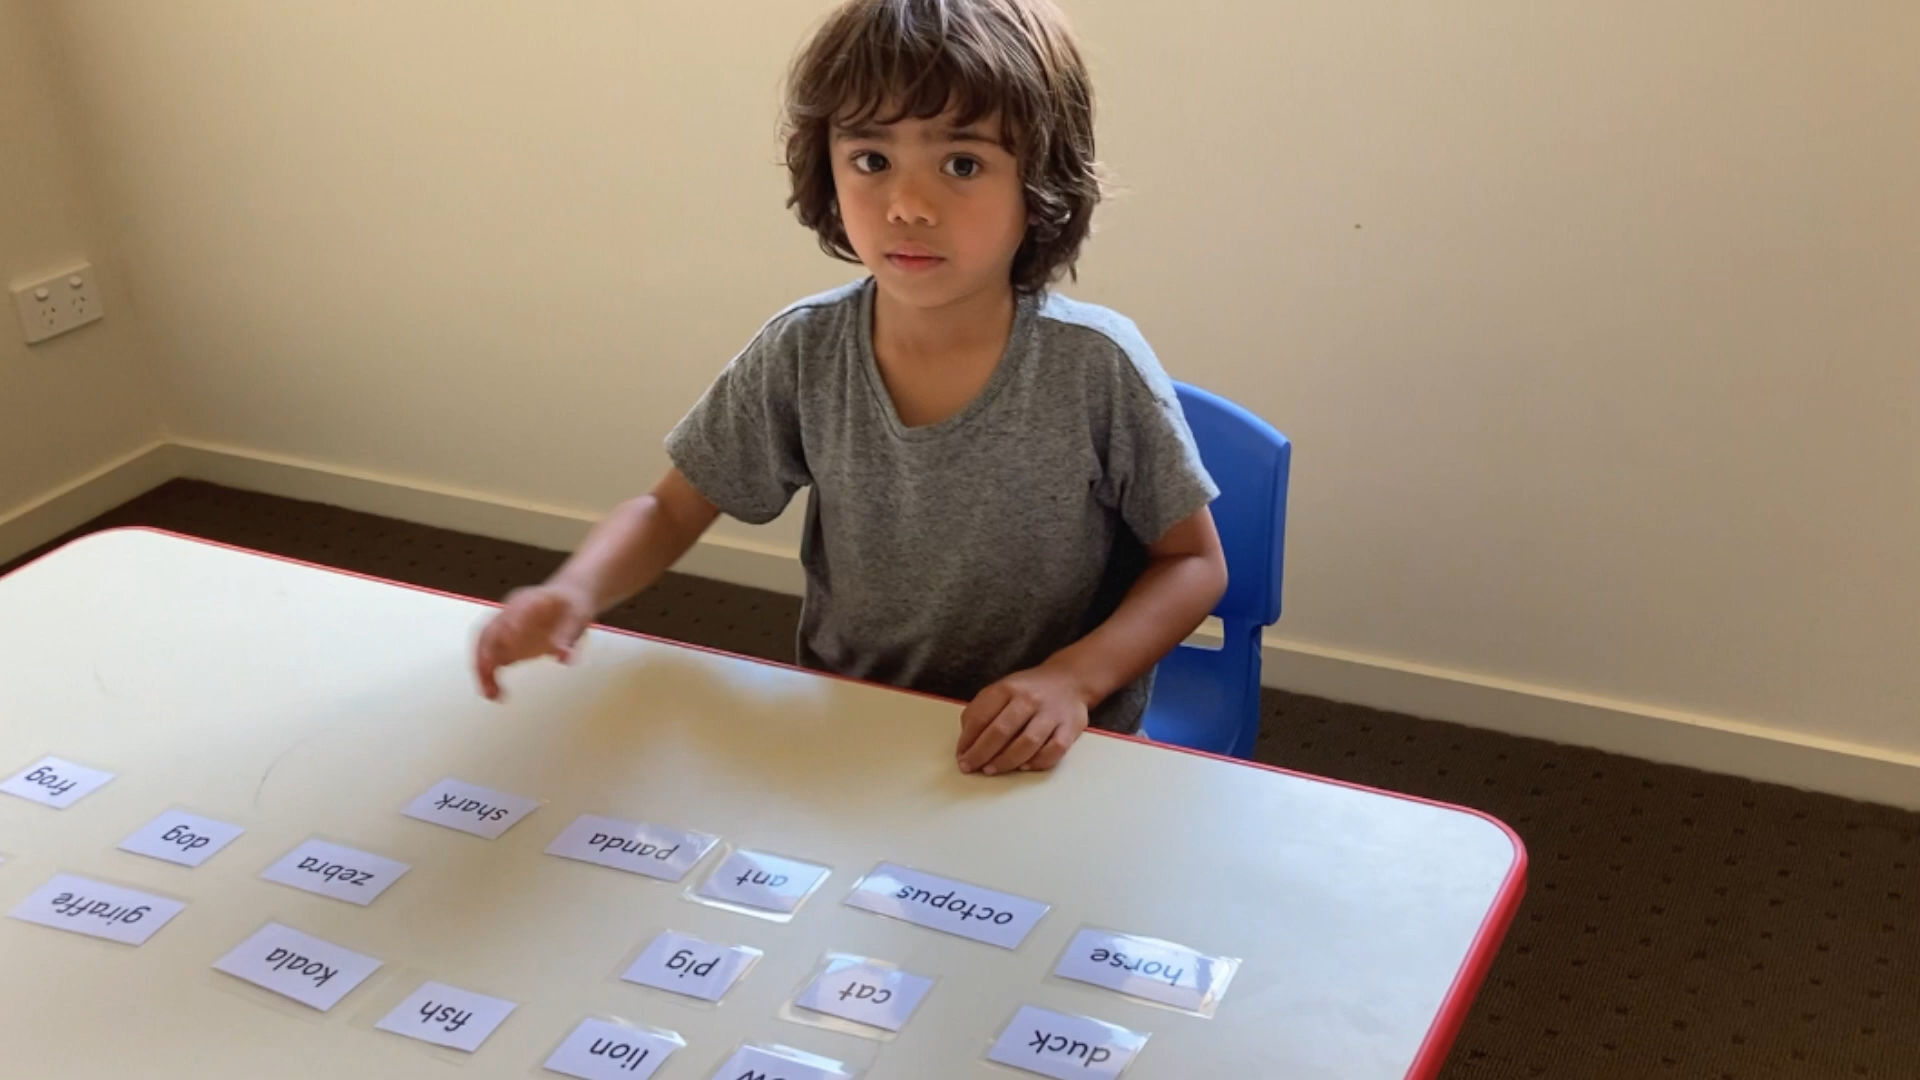 frog
shark
dog
panda
zebra
ant
octopus
giraffe
horse
koala
pig
cat
fish
duck
lion